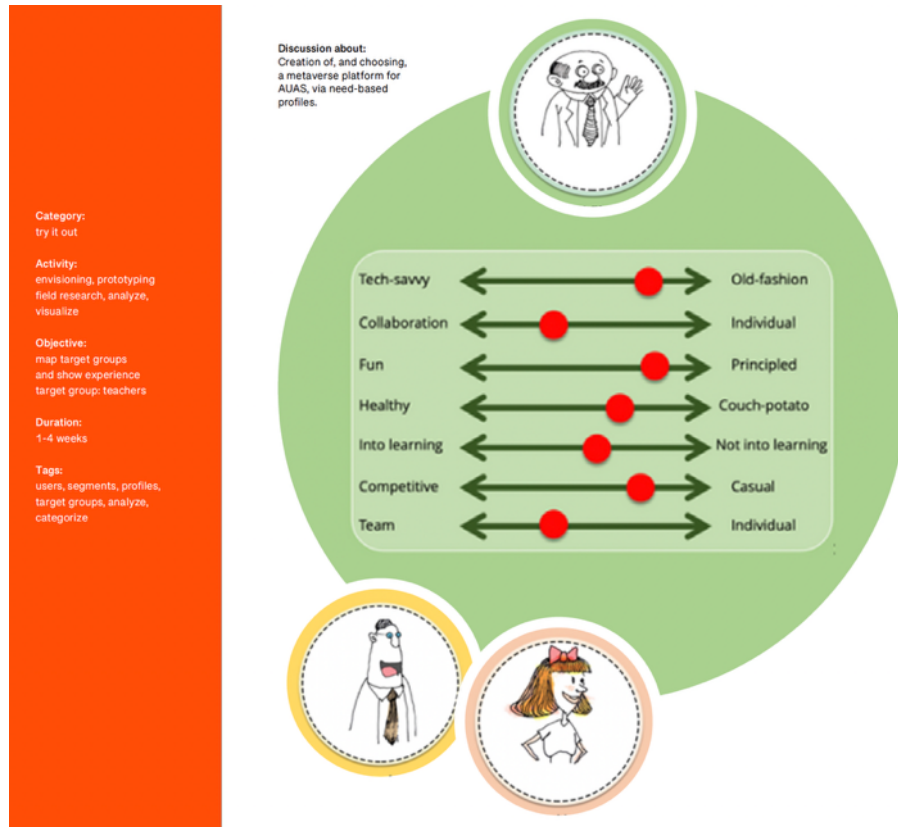 Discussion about:
Creation of, and choosing,
a metaverse platform for
AUAS, via need-based
profiles.
Category:
try it out
Activity:
envisioning, prototyping
field research, analyze,
visualize
Objective:
map target groups
and show experience
target group: teachers
Duration:
1-4 weeks
Tags:
users, segments, profiles,
target groups, analyze,
categorize
Tech-savvy Old-fashion
Collaboration Individual
Fun Principled
Healthy Couch-potato
Into learning Not into learning
Competitive Casual
Team Individual